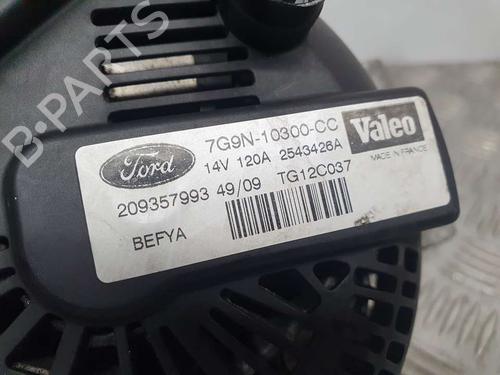 B-PARTS
Ford
7G9N-10300-CC
14V 120A 2543426A
Valeo
MADE IN FRANCE
209357993 49/09 TG12C037
BEFYA